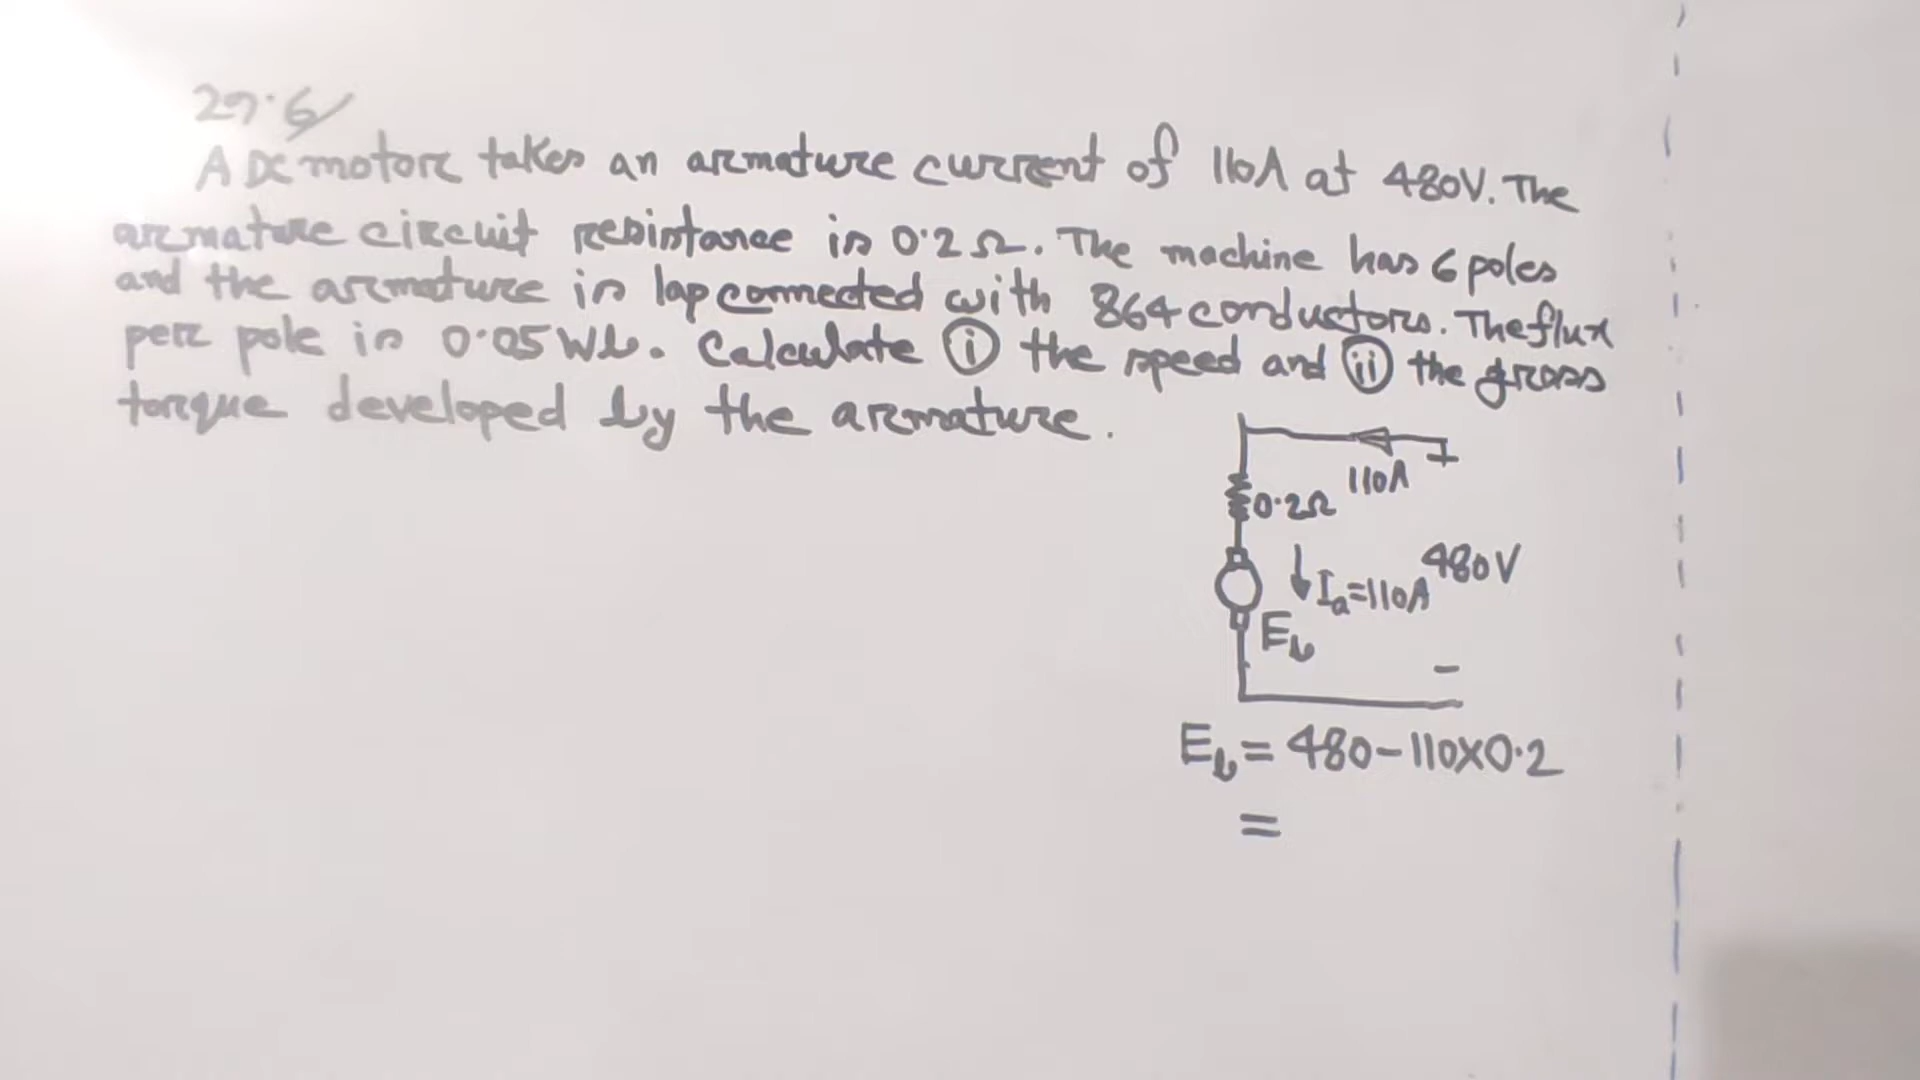 29.6
A DC motor takes an armature current of 110A at 480V. The
armature circuit resistance is 0.2Ω. The machine has 6 poles
and the armature is lap connected with 864 conductors. The flux
per pole is 0.05 Wb. Calculate (i) the speed and (ii) the gross
torque developed by the armature.
+
110A
0.2Ω
480V
Ia=110A
Eb
-
Eb = 480-110×0.2
=